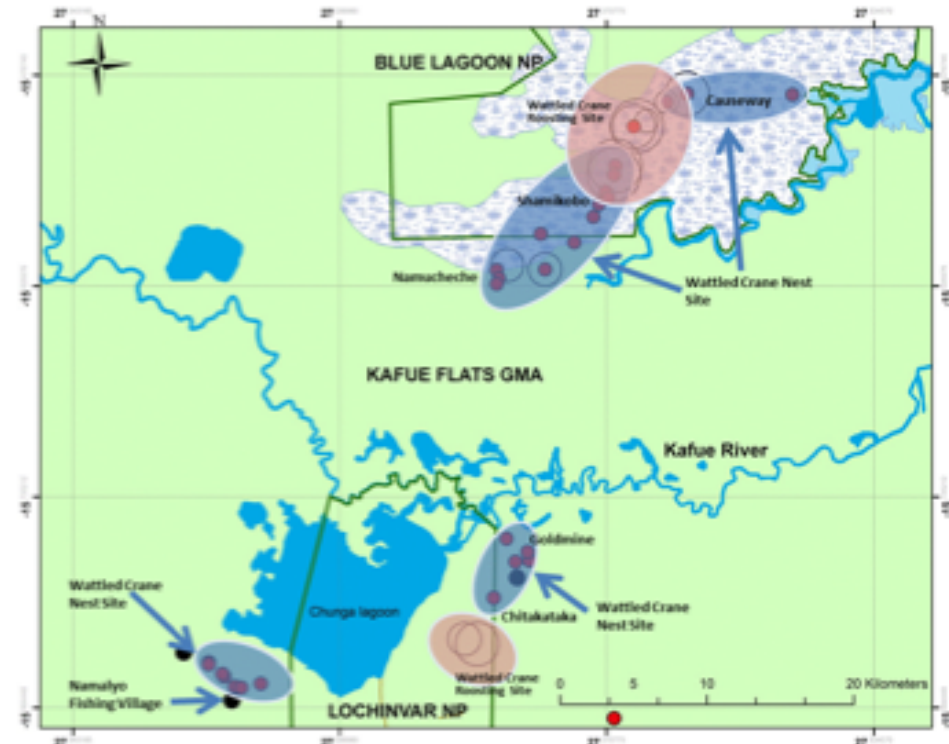 N
BLUE LAGOON NP
Wattled Crane
Roosting Site
Causeway
Shamikobo
Namucheche
Wattled Crane Nest
Site
KAFUE FLATS GMA
Kafue River
Goldmine
Wattled Crane
Nest Site
Chunga lagoon
Chitakataka
Wattled Crane
Nest Site
Wattled Crane
Roosting Site
Namalyo
Fishing Village
0 5 10 20 Kilometers
LOCHINVAR NP